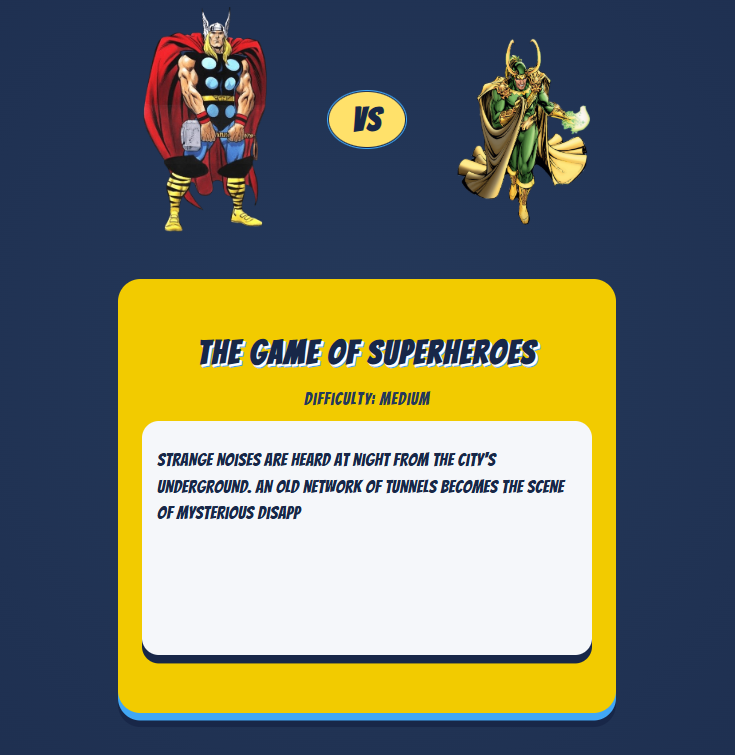 VS
THE GAME OF SUPERHEROES
DIFFICULTY: MEDIUM
STRANGE NOISES ARE HEARD AT NIGHT FROM THE CITY'S
UNDERGROUND. AN OLD NETWORK OF TUNNELS BECOMES THE SCENE
OF MYSTERIOUS DISAPP